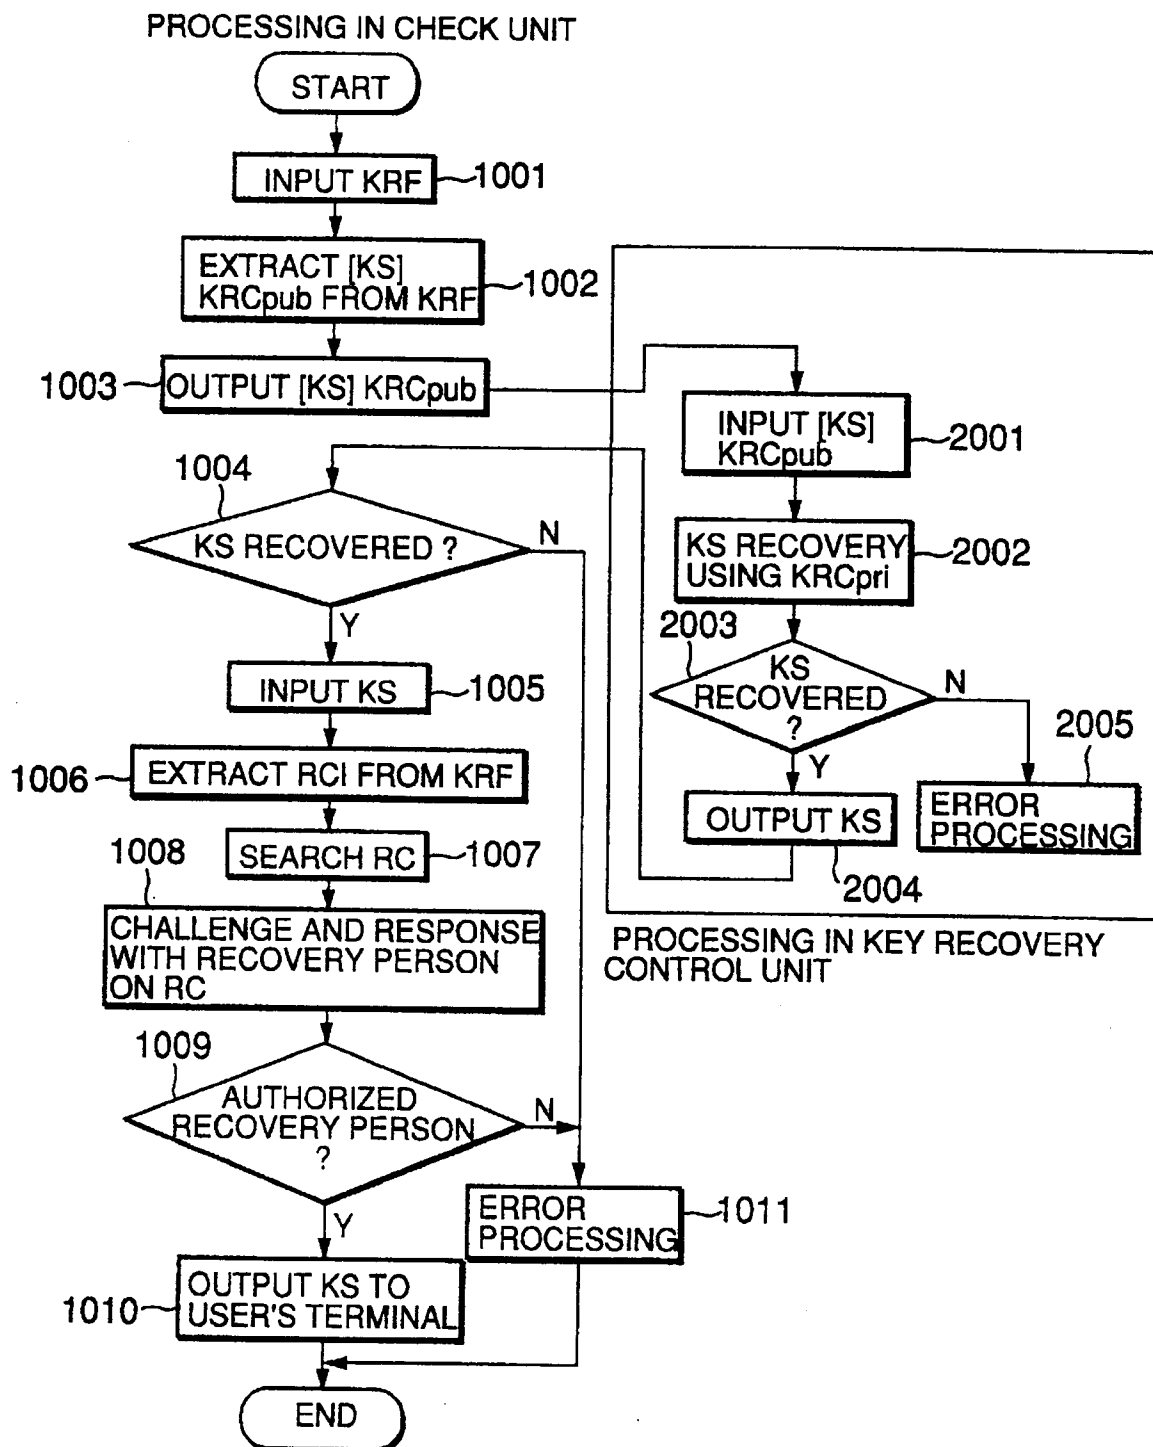 PROCESSING IN CHECK UNIT
START
INPUT KRF
1001
EXTRACT [KS]
KRCpub FROM KRF
1002
1003
OUTPUT [KS] KRCpub
1004
KS RECOVERED ?
N
Y
INPUT KS
1005
1006
EXTRACT RCI FROM KRF
SEARCH RC
1007
1008
CHALLENGE AND RESPONSE
WITH RECOVERY PERSON
ON RC
1009
AUTHORIZED
RECOVERY PERSON
?
N
Y
ERROR
PROCESSING
1011
1010
OUTPUT KS TO
USER'S TERMINAL
END
INPUT [KS]
KRCpub
2001
KS RECOVERY
USING KRCpri
2002
2003
KS
RECOVERED
?
N
Y
2005
ERROR
PROCESSING
OUTPUT KS
2004
PROCESSING IN KEY RECOVERY
CONTROL UNIT